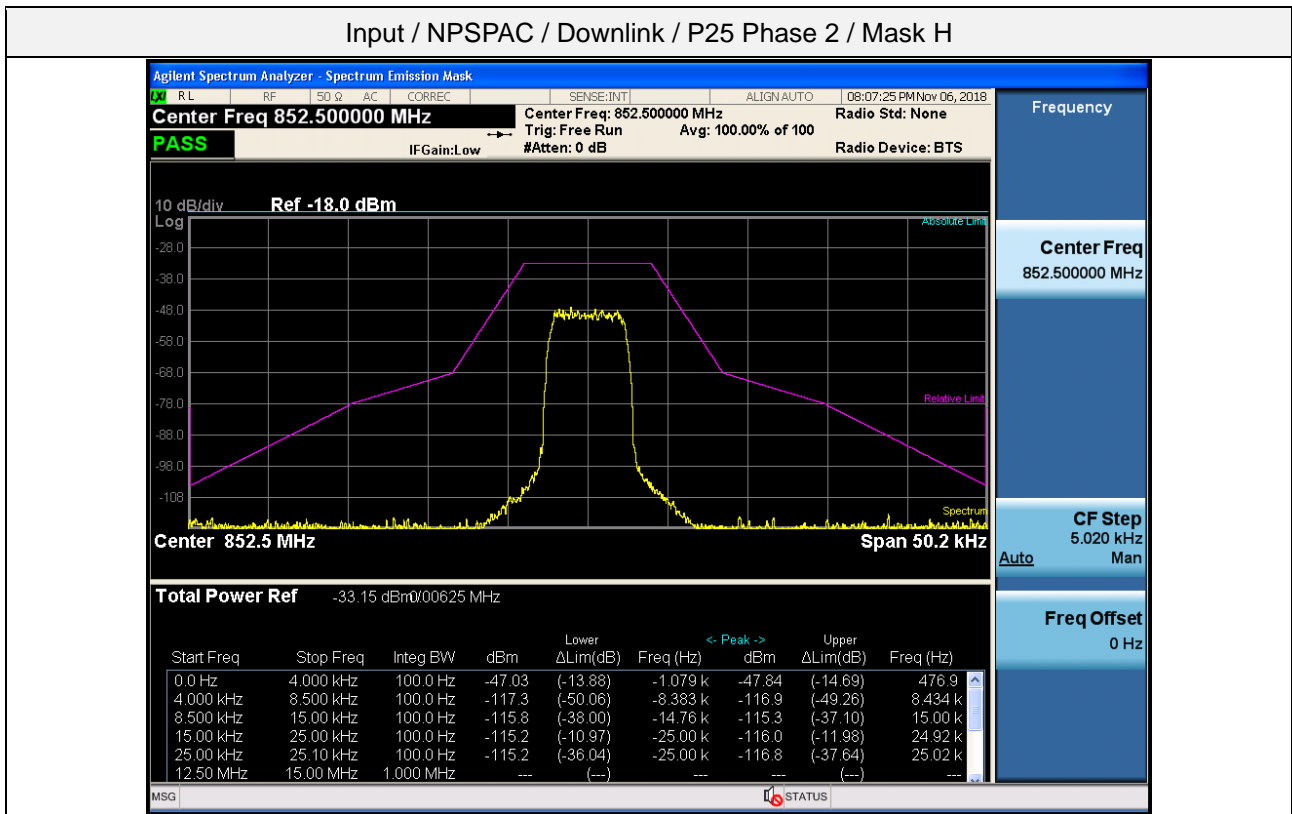 Input / NPSPAC / Downlink / P25 Phase 2 / Mask H
Agilent Spectrum Analyzer - Spectrum Emission Mask
LXI RL RF 50 Ω AC CORREC SENSE:INT ALIGN AUTO 08:07:25 PM Nov 06, 2018
Center Freq 852.500000 MHz Center Freq: 852.500000 MHz Radio Std: None
Trig: Free Run Avg: 100.00% of 100
PASS IFGain:Low #Atten: 0 dB Radio Device: BTS
Frequency
10 dB/div Ref -18.0 dBm
Log
Absolute Limit
-28.0
-38.0
-48.0
-58.0
-68.0
-78.0
Relative Limit
-88.0
-98.0
-108
Spectrum
Center 852.5 MHz Span 50.2 kHz
Center Freq
852.500000 MHz
CF Step
5.020 kHz
Auto Man
Freq Offset
0 Hz
Total Power Ref -33.15 dBm/0.00625 MHz
Lower <- Peak -> Upper
Start Freq Stop Freq Integ BW dBm ΔLim(dB) Freq (Hz) dBm ΔLim(dB) Freq (Hz)
0.0 Hz 4.000 kHz 100.0 Hz -47.03 (-13.88) -1.079 k -47.84 (-14.69) 476.9
4.000 kHz 8.500 kHz 100.0 Hz -117.3 (-50.06) -8.383 k -116.9 (-49.26) 8.434 k
8.500 kHz 15.00 kHz 100.0 Hz -115.8 (-38.00) -14.76 k -115.3 (-37.10) 15.00 k
15.00 kHz 25.00 kHz 100.0 Hz -115.2 (-10.97) -25.00 k -116.0 (-11.98) 24.92 k
25.00 kHz 25.10 kHz 100.0 Hz -115.2 (-36.04) -25.00 k -116.8 (-37.64) 25.02 k
12.50 MHz 15.00 MHz 1.000 MHz --- (---) --- --- (---) ---
MSG STATUS